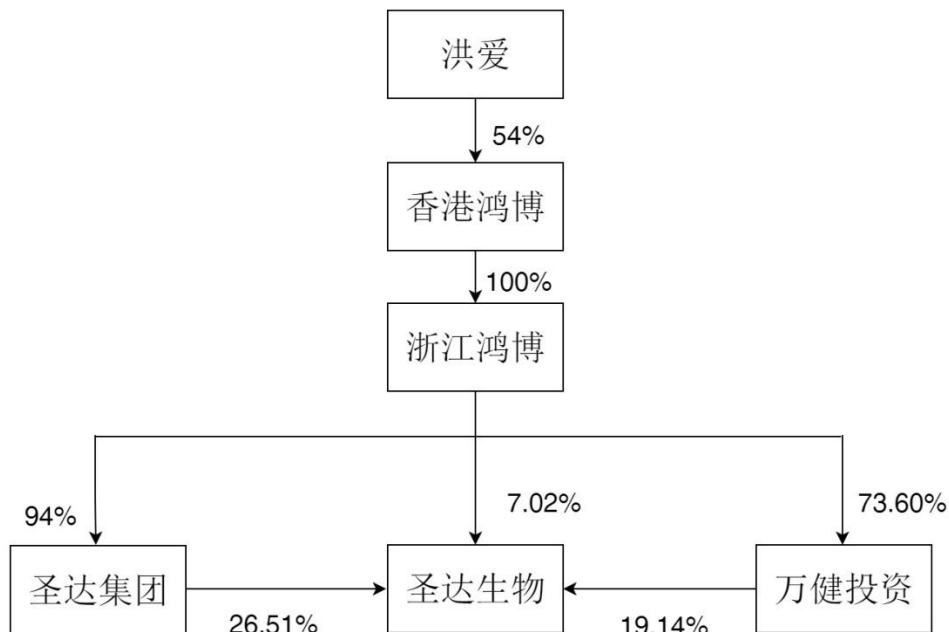 洪爱
54%
香港鸿博
100%
浙江鸿博
94%
7.02%
73.60%
圣达集团
圣达生物
万健投资
26.51%
19.14%